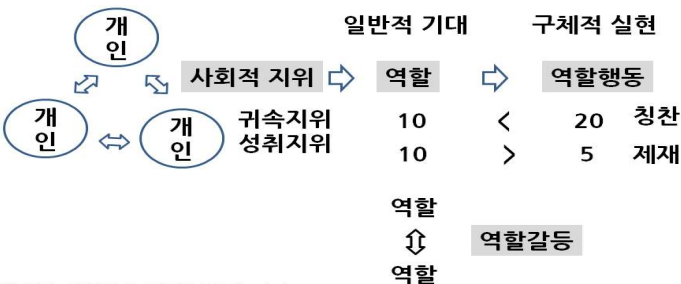 일반적 기대 구체적 실현
개인
사회적 지위 역할 역할행동
개인 개인
귀속지위 10 < 20 칭찬
성취지위 10 > 5 제재
역할
역할갈등
역할